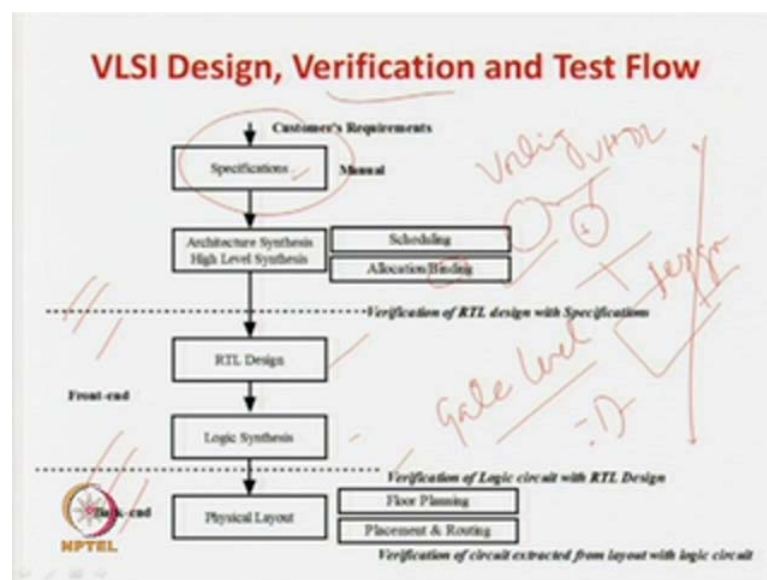 VLSI Design, Verification and Test Flow
Customer's Requirements
Specifications
Manual
VHDL
Architecture Synthesis
High Level Synthesis
Scheduling
Allocation/Binding
Design
Verification of RTL design with Specifications
RTL Design
Gate Level
Front-end
Logic Synthesis
Verification of Logic circuit with RTL Design
Floor Planning
Back-end
Physical Layout
Placement & Routing
NPTEL
Verification of circuit extracted from layout with logic circuit